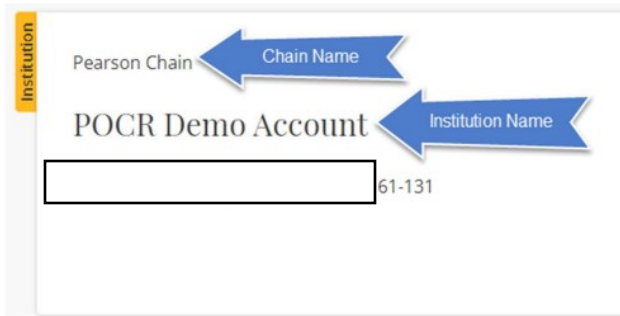 Institution
Pearson Chain
Chain Name
POCR Demo Account
Institution Name
61-131